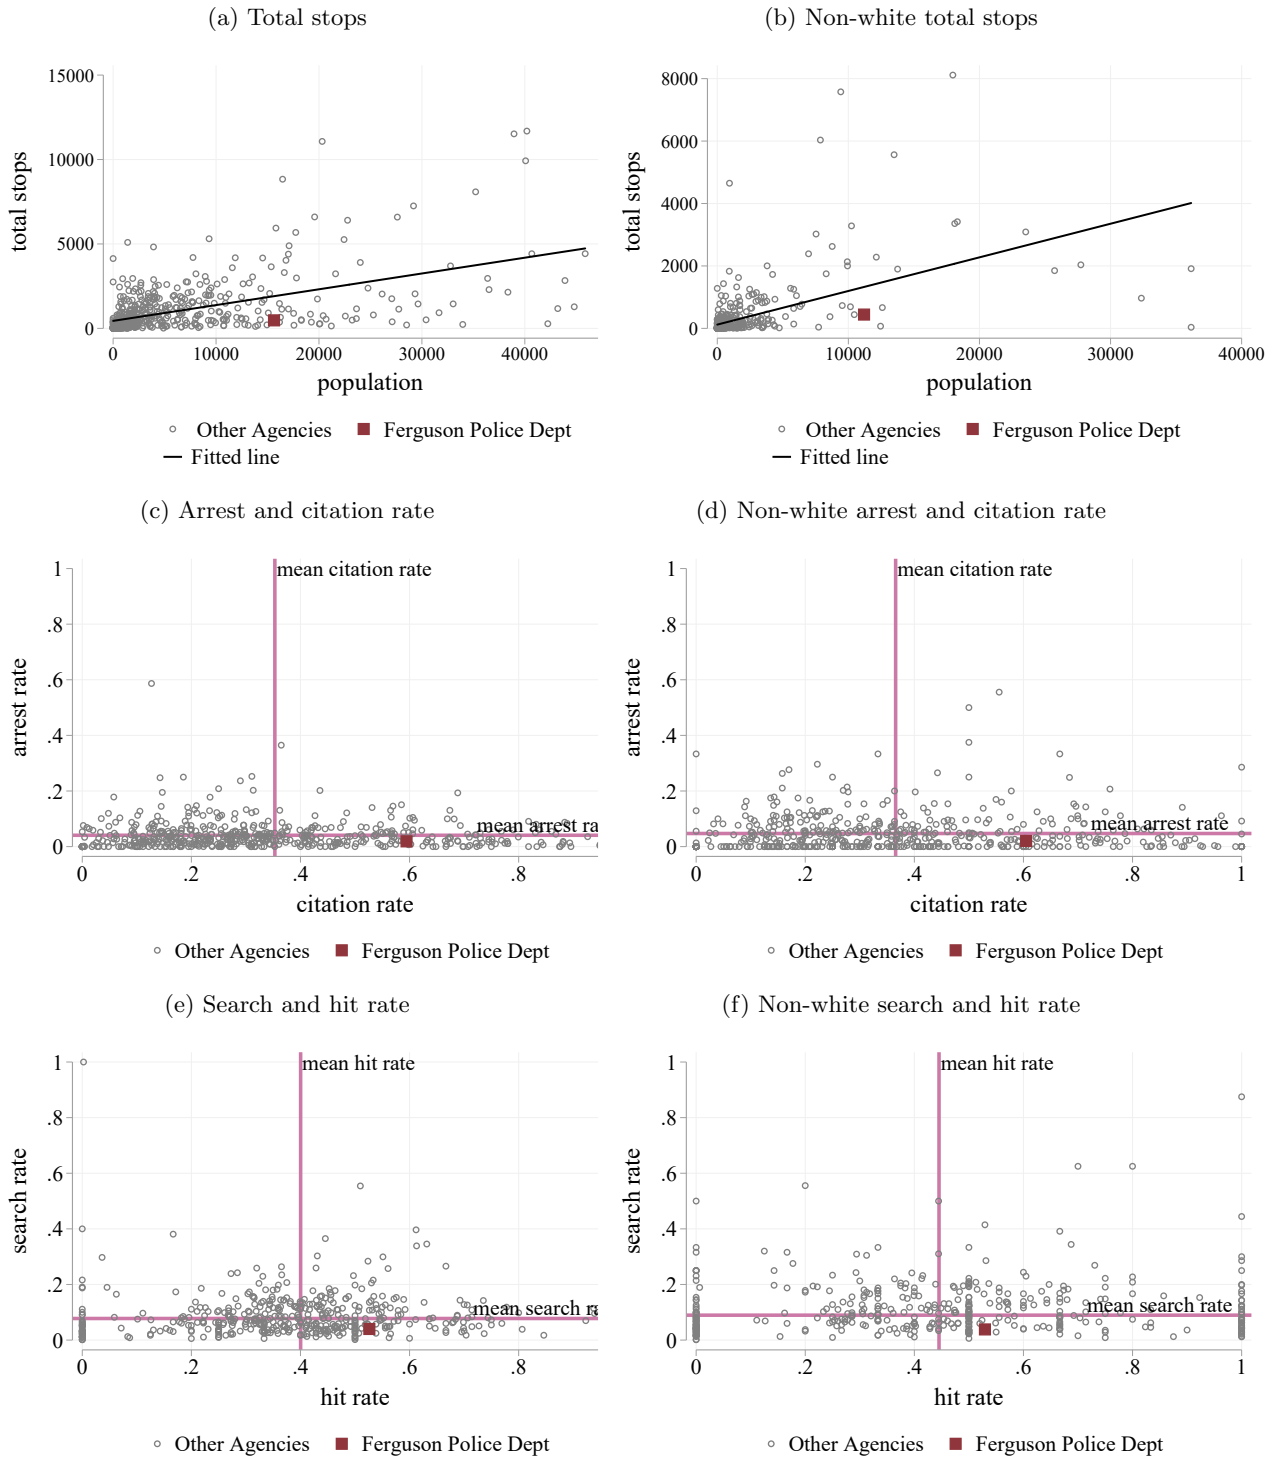 (a) Total stops
15000
10000
5000
0
total stops
0 10000 20000 30000 40000
population
Other Agencies Ferguson Police Dept
Fitted line
(b) Non-white total stops
8000
6000
4000
2000
0
total stops
0 10000 20000 30000 40000
population
Other Agencies Ferguson Police Dept
Fitted line
(c) Arrest and citation rate
mean citation rate
1
.8
.6
.4
.2
0
arrest rate
mean arrest ra
0 .2 .4 .6 .8
citation rate
Other Agencies Ferguson Police Dept
(d) Non-white arrest and citation rate
mean citation rate
1
.8
.6
.4
.2
0
arrest rate
mean arrest rate
0 .2 .4 .6 .8 1
citation rate
Other Agencies Ferguson Police Dept
(e) Search and hit rate
mean hit rate
1
.8
.6
.4
.2
0
search rate
mean search ra
0 .2 .4 .6 .8
hit rate
Other Agencies Ferguson Police Dept
(f) Non-white search and hit rate
mean hit rate
1
.8
.6
.4
.2
0
search rate
mean search rate
0 .2 .4 .6 .8 1
hit rate
Other Agencies Ferguson Police Dept